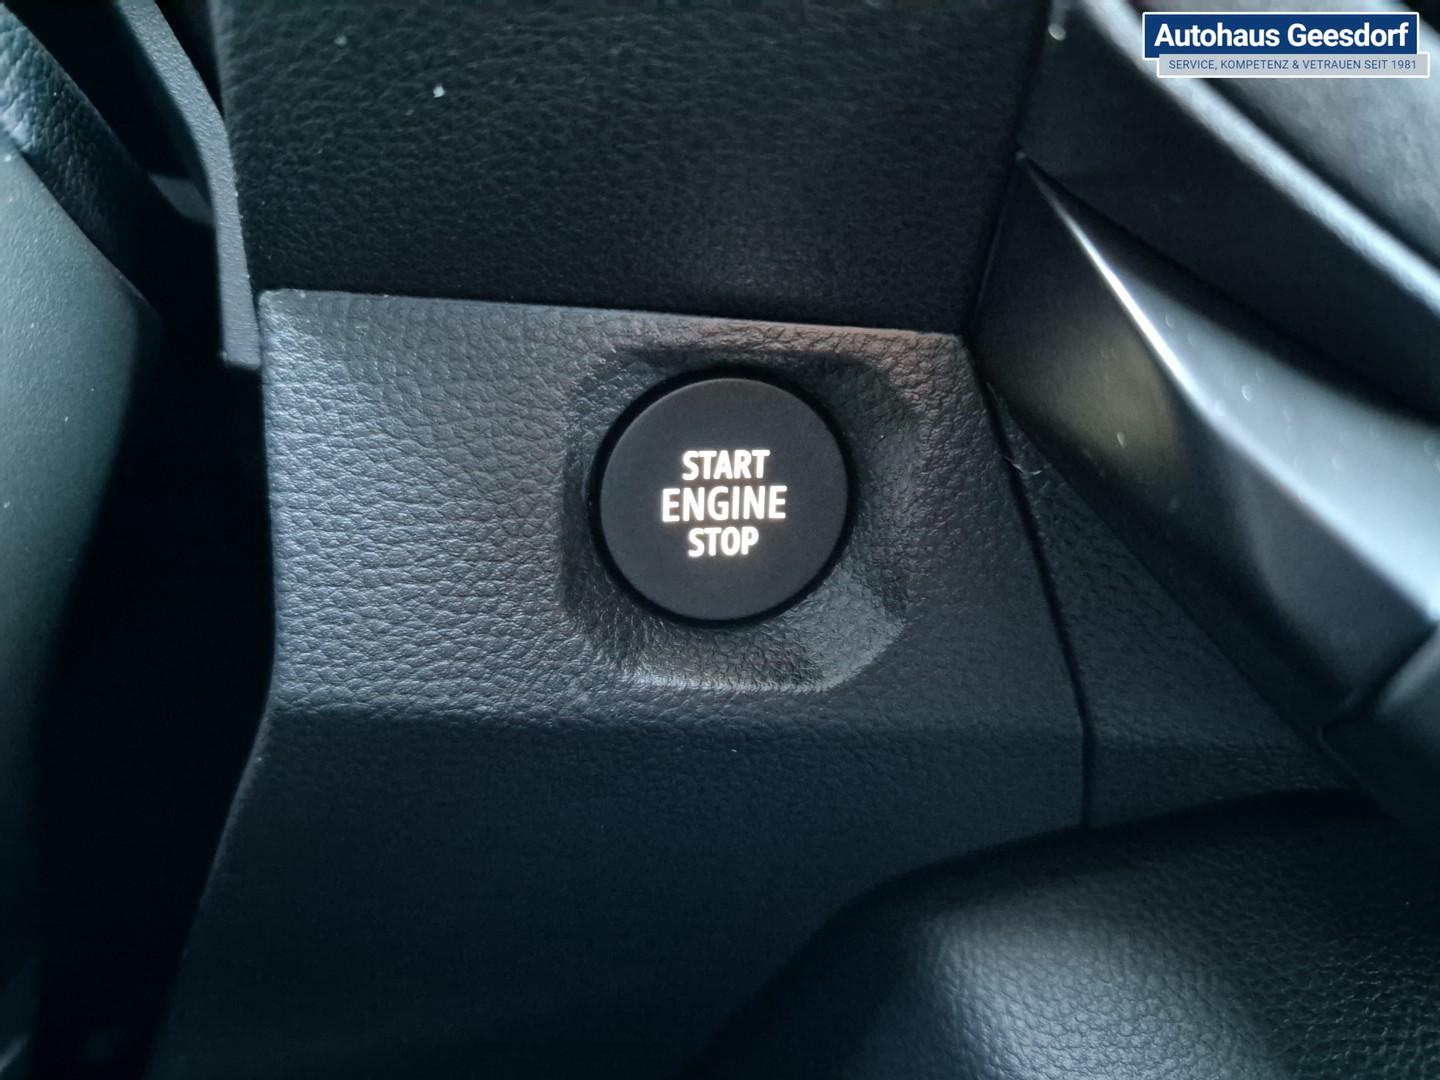 Autohaus Geesdorf
SERVICE, KOMPETENZ & VETRAUEN SEIT 1981
START
ENGINE
STOP